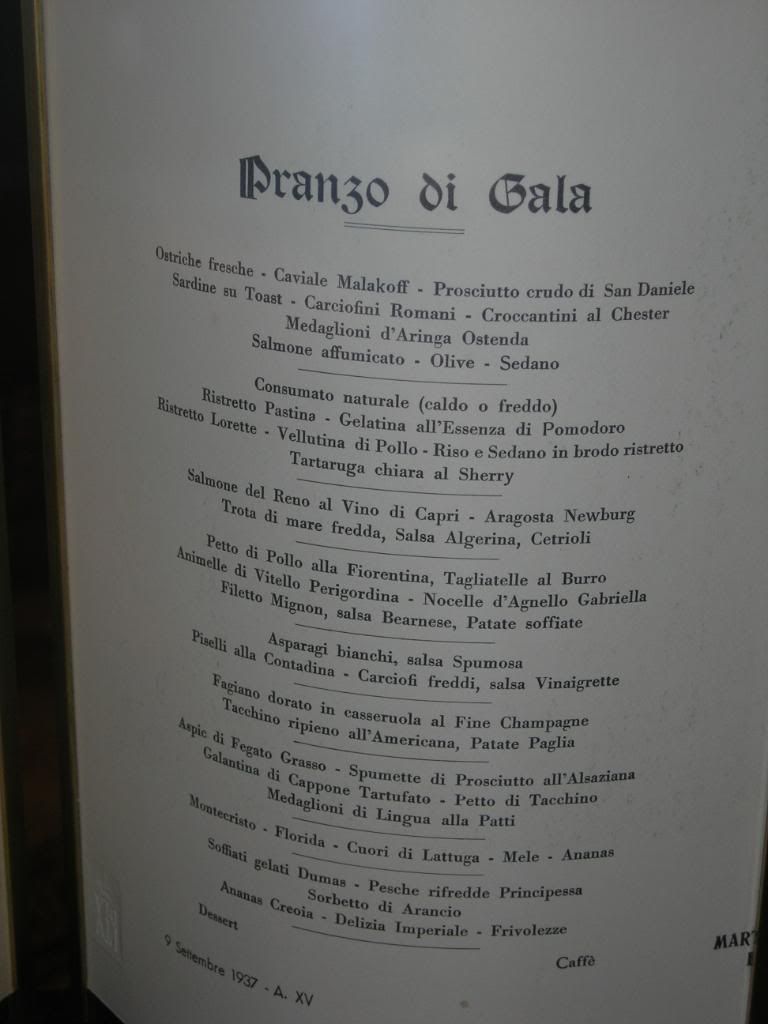 Pranzo di Gala
Ostriche fresche - Caviale Malakoff - Prosciutto crudo di San Daniele
Sardine su Toast - Carciofini Romani - Croccantini al Chester
Medaglioni d'Aringa Ostenda
Salmone affumicato - Olive - Sedano
Consumato naturale (caldo o freddo)
Ristretto Pastina - Gelatina all'Essenza di Pomodoro
Ristretto Lorette - Vellutina di Pollo - Riso e Sedano in brodo ristretto
Tartaruga chiara al Sherry
Salmone del Reno al Vino di Capri - Aragosta Newburg
Trota di mare fredda, Salsa Algerina, Cetrioli
Petto di Pollo alla Fiorentina, Tagliatelle al Burro
Animelle di Vitello Perigordina - Nocelle d'Agnello Gabriella
Filetto Mignon, salsa Bearnese, Patate soffiate
Asparagi bianchi, salsa Spumosa
Piselli alla Contadina - Carciofi freddi, salsa Vinaigrette
Fagiano dorato in casseruola al Fine Champagne
Tacchino ripieno all'Americana, Patate Paglia
Aspic di Fegato Grasso - Spumette di Prosciutto all'Alsaziana
Galantina di Cappone Tartufato - Petto di Tacchino
Medaglioni di Lingua alla Patti
Montecristo - Florida - Cuori di Lattuga - Mele - Ananas
Soffiati gelati Dumas - Pesche rifredde Principessa
Sorbetto di Arancio
Ananas Creola - Delizia Imperiale - Frivolezze
Dessert
Caffè
9 Settembre 1937 - A. XV
MART